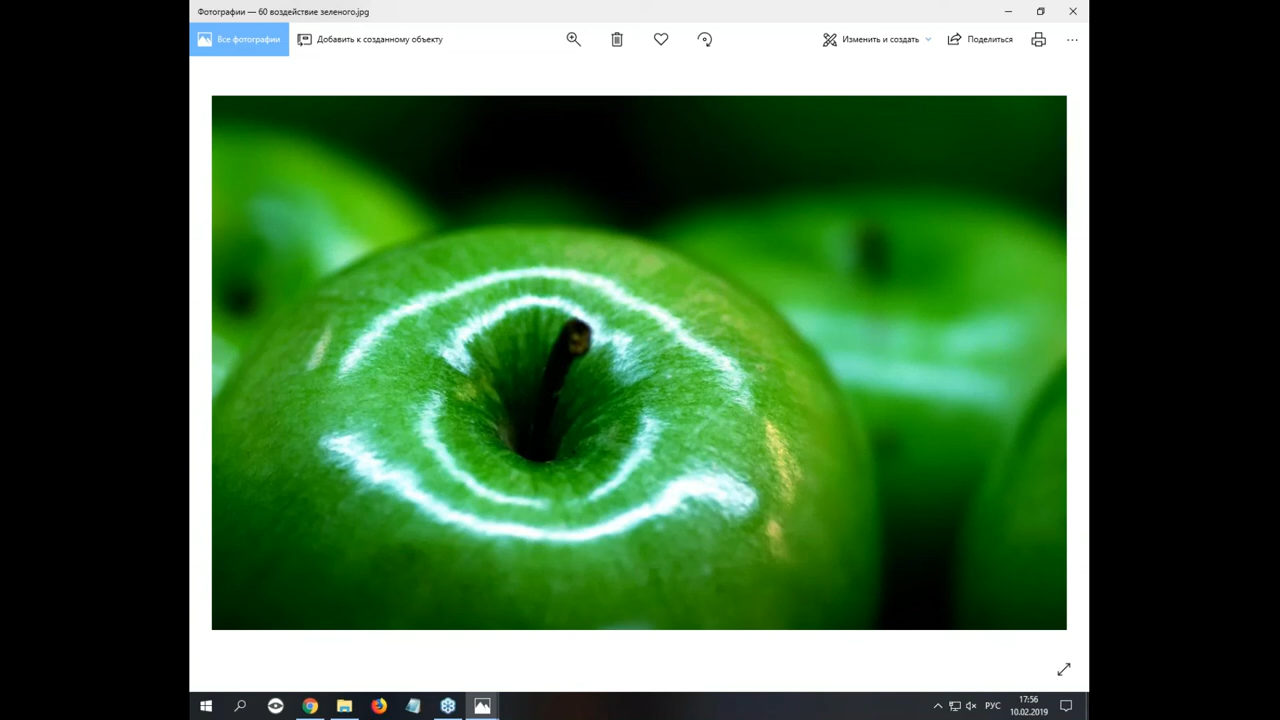 Фотографии — 60 воздействие зеленого.jpg
Все фотографии
Добавить к созданному объекту
Изменить и создать
Поделиться
РУС
17:56
10.02.2019